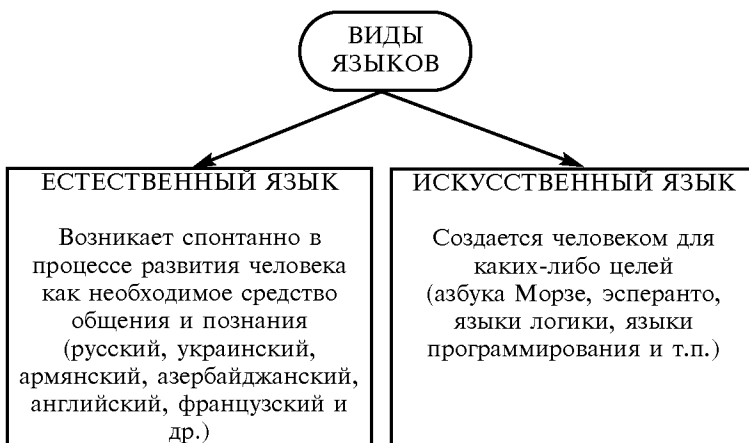 ВИДЫ
ЯЗЫКОВ
ЕСТЕСТВЕННЫЙ ЯЗЫК
Возникает спонтанно в
процессе развития человека
как необходимое средство
общения и познания
(русский, украинский,
армянский, азербайджанский,
английский, французский и
др.)
ИСКУССТВЕННЫЙ ЯЗЫК
Создается человеком для
каких-либо целей
(азбука Морзе, эсперанто,
языки логики, языки
программирования и т.п.)